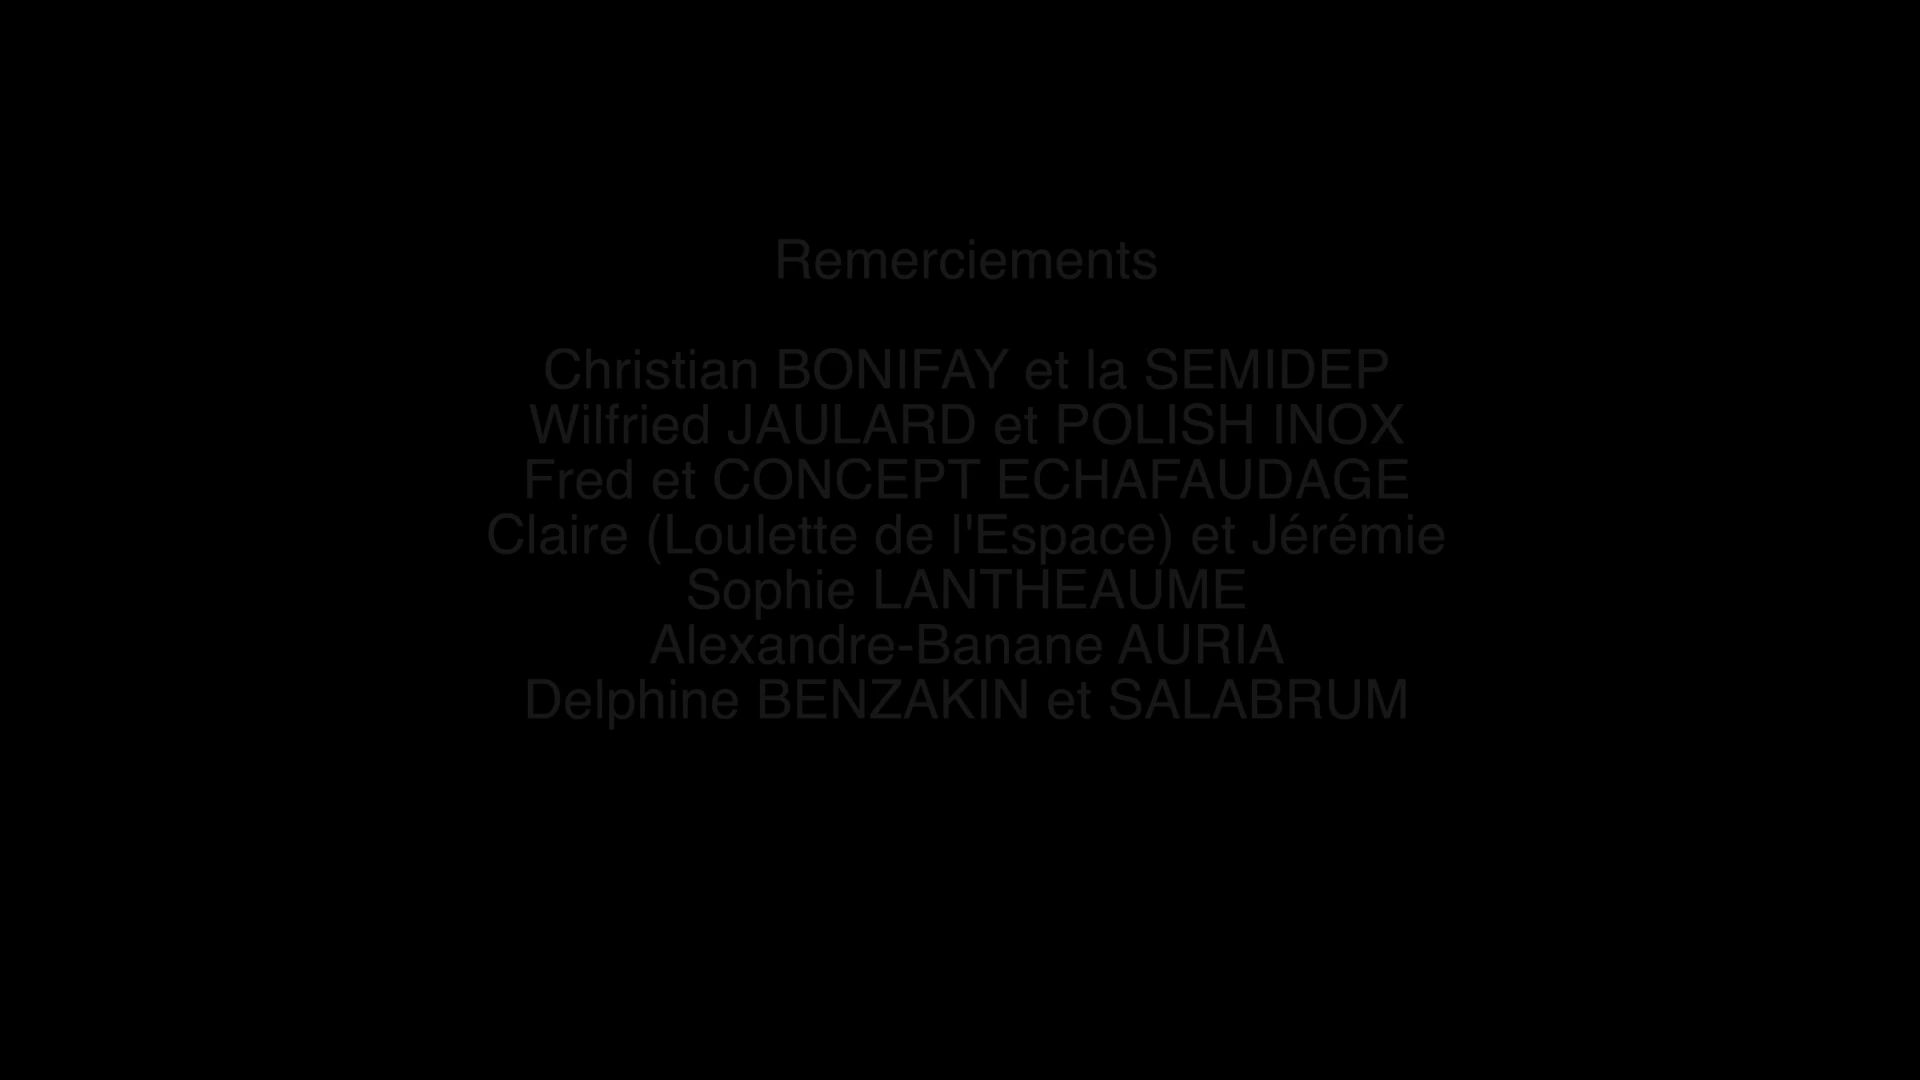 Remerciements
Christian BONIFAY et la SEMIDEP
Wilfried JAULARD et POLISH INOX
Fred et CONCEPT ECHAFAUDAGE
Claire (Loulette de l'Espace) et Jérémie
Sophie LANTHEAUME
Alexandre-Banane AURIA
Delphine BENZAKIN et SALABRUM